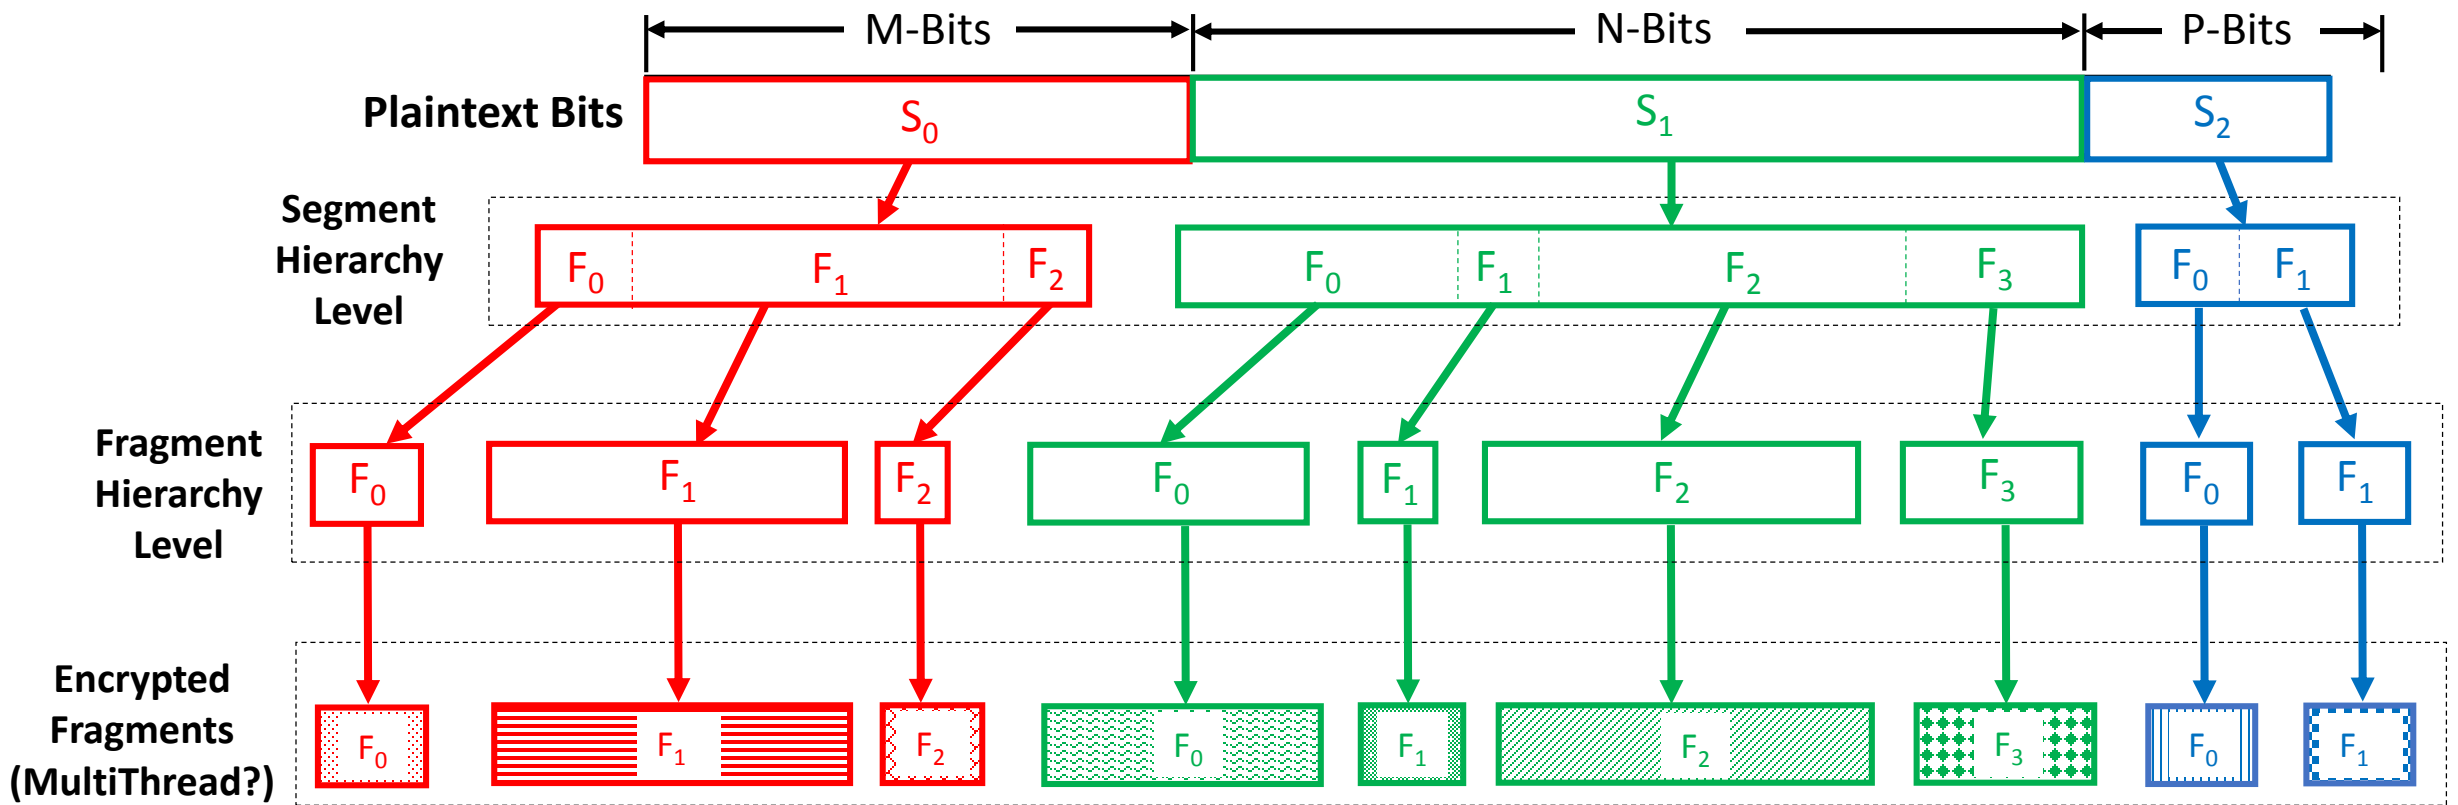 M-Bits N-Bits P-Bits
Plaintext Bits S₀ S₁ S₂
Segment
Hierarchy
Level
F₀ F₁ F₂ F₀ F₁ F₂ F₃ F₀ F₁
Fragment
Hierarchy
Level
F₀ F₁ F₂ F₀ F₁ F₂ F₃ F₀ F₁
Encrypted
Fragments
(MultiThread?)
F₀ F₁ F₂ F₀ F₁ F₂ F₃ F₀ F₁